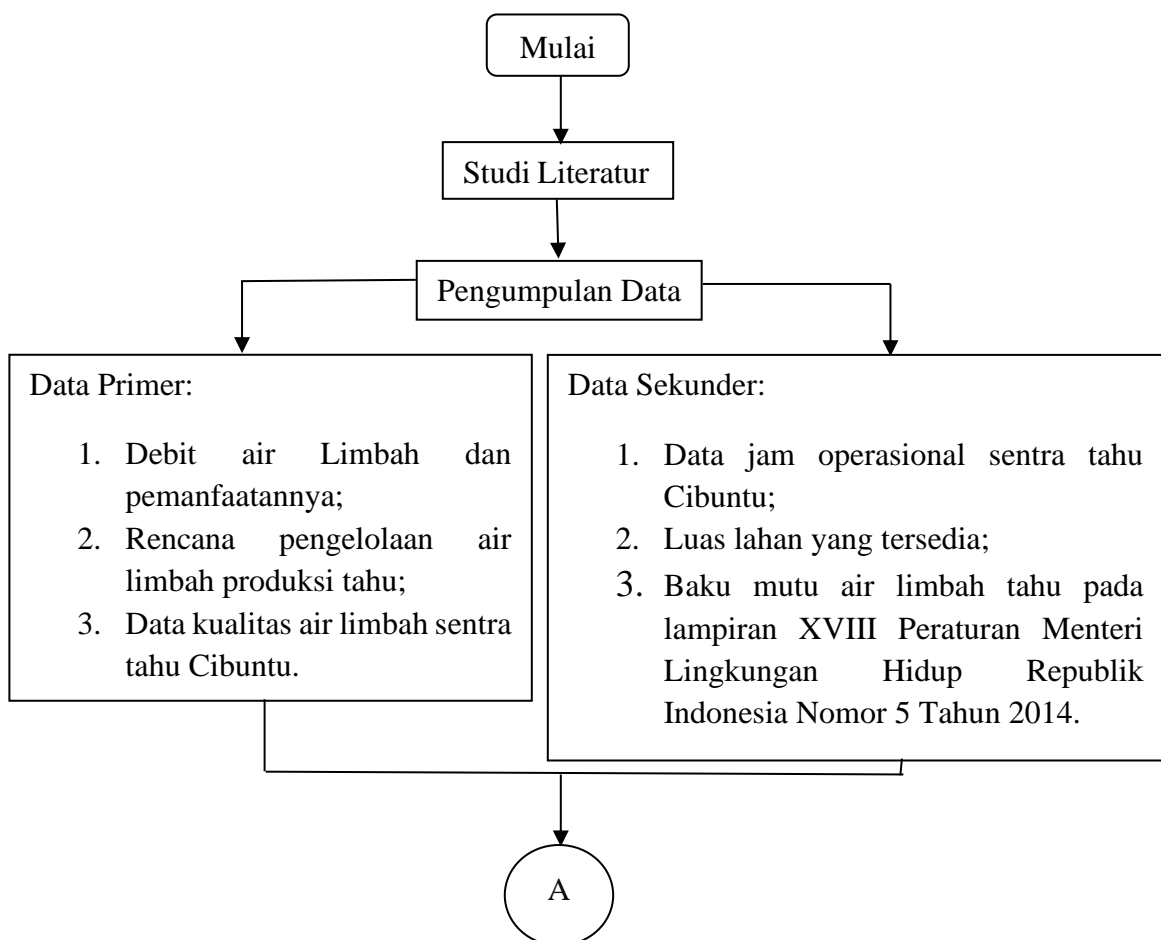 Mulai
Studi Literatur
Pengumpulan Data
Data Primer:
1. Debit air Limbah dan
pemanfaatannya;
2. Rencana pengelolaan air
limbah produksi tahu;
3. Data kualitas air limbah sentra
tahu Cibuntu.
Data Sekunder:
1. Data jam operasional sentra tahu
Cibuntu;
2. Luas lahan yang tersedia;
3. Baku mutu air limbah tahu pada
lampiran XVIII Peraturan Menteri
Lingkungan Hidup Republik
Indonesia Nomor 5 Tahun 2014.
A